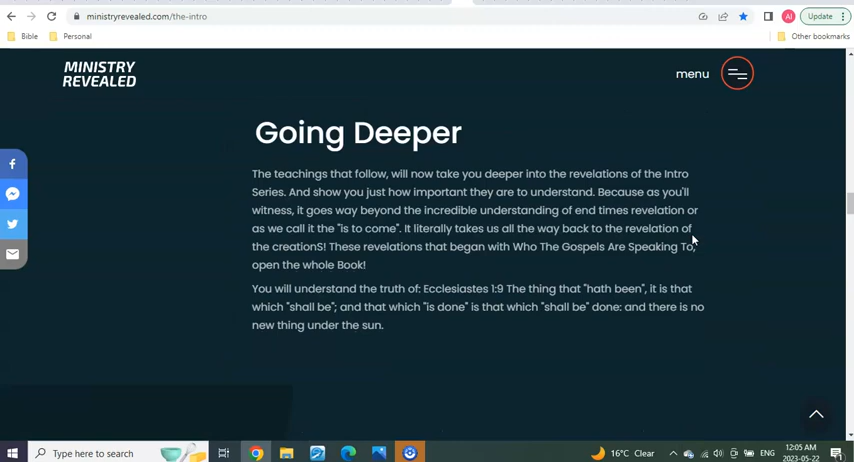 ministryrevealed.com/the-intro
AI
Update
Bible
Personal
Other bookmarks
MINISTRY
REVEALED
menu
Going Deeper
The teachings that follow, will now take you deeper into the revelations of the Intro
Series. And show you just how important they are to understand. Because as you'll
witness, it goes way beyond the incredible understanding of end times revelation or
as we call it the "is to come". It literally takes us all the way back to the revelation of
the creationS! These revelations that began with Who The Gospels Are Speaking To,
open the whole Book!
You will understand the truth of: Ecclesiastes 1:9 The thing that "hath been", it is that
which "shall be"; and that which "is done" is that which "shall be" done: and there is no
new thing under the sun.
Type here to search
16°C Clear
ENG
12:05 AM
2023-05-22